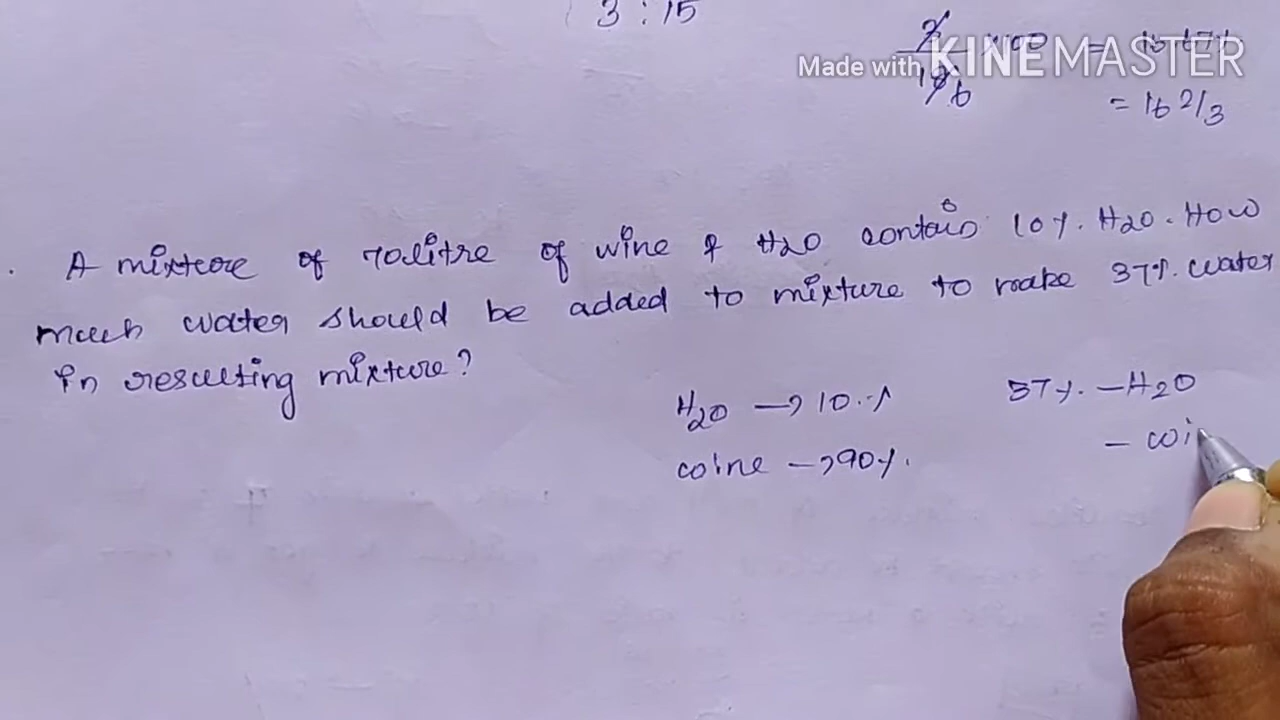 3 : 15
Made with KINEMASTER
= 16 2/3
A mixture of 70 litre of wine & H2O contain 10%. H2O. How
much water should be added to mixture to make 37%. water
in resulting mixture?
H2O → 10% 37%. – H2O
wine → 90%. – wi